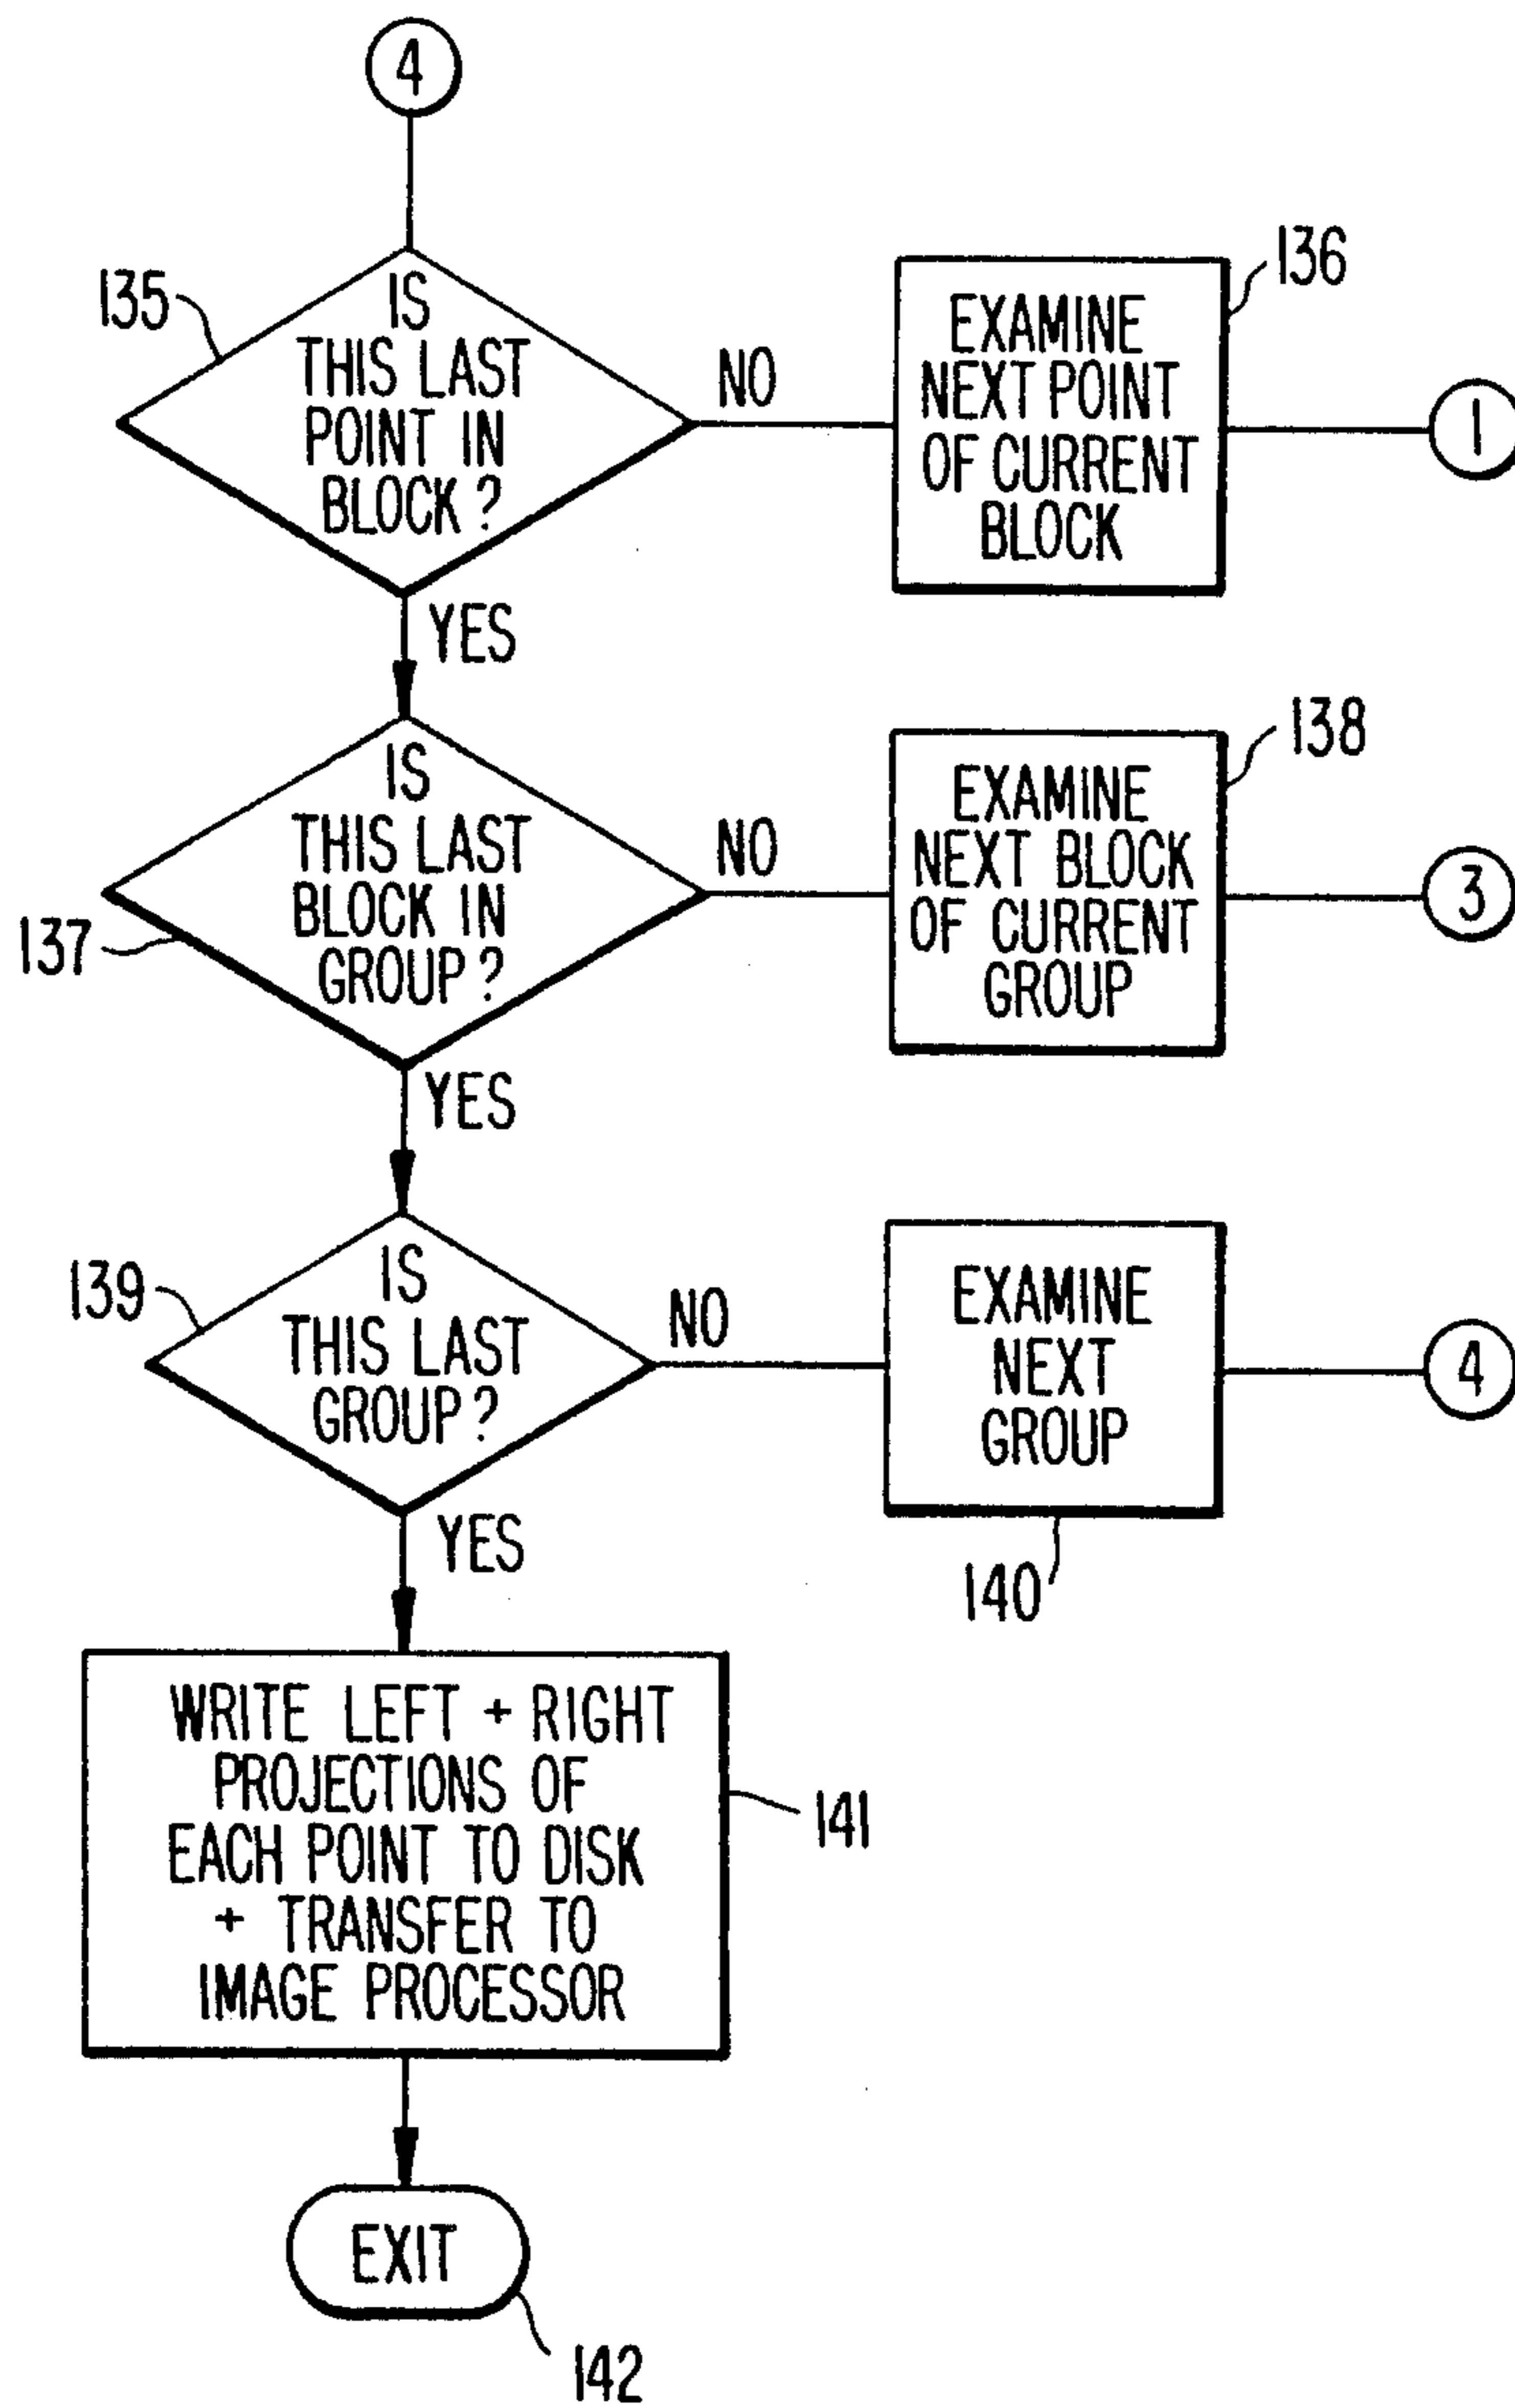 4
135
IS
THIS LAST
POINT IN
BLOCK?
NO
136
EXAMINE
NEXT POINT
OF CURRENT
BLOCK
1
YES
137
IS
THIS LAST
BLOCK IN
GROUP?
NO
138
EXAMINE
NEXT BLOCK
OF CURRENT
GROUP
3
YES
139
IS
THIS LAST
GROUP?
NO
EXAMINE
NEXT
GROUP
140
4
YES
WRITE LEFT + RIGHT
PROJECTIONS OF
EACH POINT TO DISK
+ TRANSFER TO
IMAGE PROCESSOR
141
EXIT
142